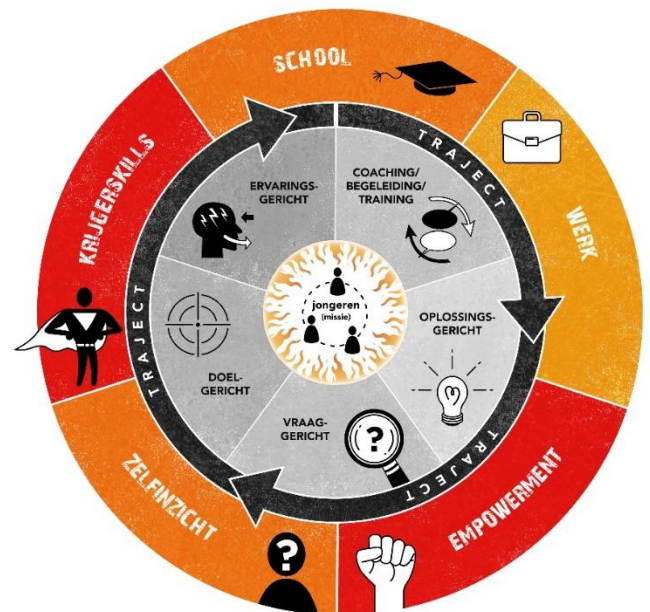 SCHOOL
WERK
EMPOWERMENT
ZELFINZICHT
KRIJGERSKILLS
TRAJECT
TRAJECT
TRAJECT
ERVARINGS-
GERICHT
COACHING/
BEGELEIDING/
TRAINING
OPLOSSINGS-
GERICHT
VRAAG-
GERICHT
DOEL-
GERICHT
jongeren
(missie)
?
?